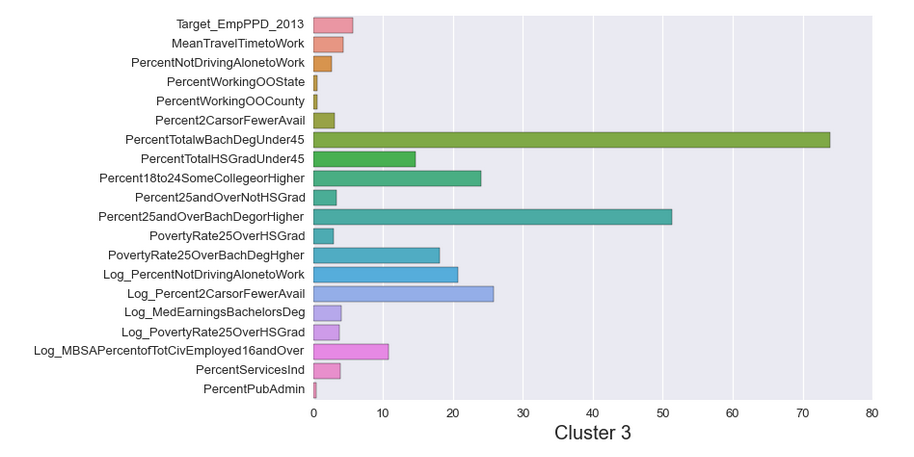 Target_EmpPPD_2013
MeanTravelTimetoWork
PercentNotDrivingAlonetoWork
PercentWorkingOOState
PercentWorkingOOCounty
Percent2CarsorFewerAvail
PercentTotalwBachDegUnder45
PercentTotalHSGradUnder45
Percent18to24SomeCollegeorHigher
Percent25andOverNotHSGrad
Percent25andOverBachDegorHigher
PovertyRate25OverHSGrad
PovertyRate25OverBachDegHgher
Log_PercentNotDrivingAlonetoWork
Log_Percent2CarsorFewerAvail
Log_MedEarningsBachelorsDeg
Log_PovertyRate25OverHSGrad
Log_MBSAPercentofTotCivEmployed16andOver
PercentServicesInd
PercentPubAdmin
0 10 20 30 40 50 60 70 80
Cluster 3